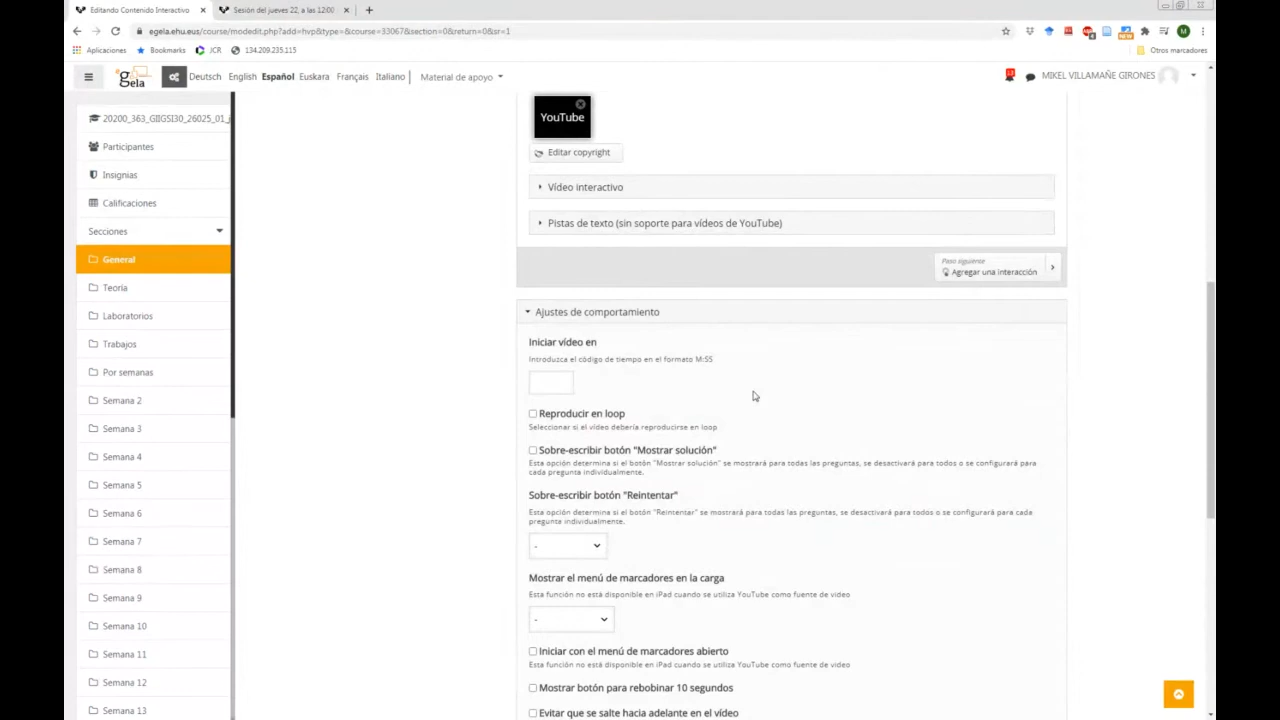 Editando Contenido Interactivo
Sesión del jueves 22, a las 12:00
egela.ehu.eus/course/modedit.php?add=hvp&type=&course=33067&section=0&return=0&sr=1
Aplicaciones
Bookmarks
JCR
134.209.235.115
Otros marcadores
gela
Deutsch
English
Español
Euskara
Français
Italiano
Material de apoyo
MIKEL VILLAMAÑE GIRONES
20200_363_GIIGSI30_26025_01_
Participantes
Insignias
Calificaciones
Secciones
General
Teoría
Laboratorios
Trabajos
Por semanas
Semana 2
Semana 3
Semana 4
Semana 5
Semana 6
Semana 7
Semana 8
Semana 9
Semana 10
Semana 11
Semana 12
Semana 13
YouTube
Editar copyright
Vídeo interactivo
Pistas de texto (sin soporte para vídeos de YouTube)
Paso siguiente
Agregar una interacción
Ajustes de comportamiento
Iniciar vídeo en
Introduzca el código de tiempo en el formato M:SS
Reproducir en loop
Seleccionar si el vídeo debería reproducirse en loop
Sobre-escribir botón "Mostrar solución"
Esta opción determina si el botón "Mostrar solución" se mostrará para todas las preguntas, se desactivará para todos o se configurará para
cada pregunta individualmente.
Sobre-escribir botón "Reintentar"
Esta opción determina si el botón "Reintentar" se mostrará para todas las preguntas, se desactivará para todos o se configurará para cada
pregunta individualmente.
-
Mostrar el menú de marcadores en la carga
Esta función no está disponible en iPad cuando se utiliza YouTube como fuente de video
-
Iniciar con el menú de marcadores abierto
Esta función no está disponible en iPad cuando se utiliza YouTube como fuente de video
Mostrar botón para rebobinar 10 segundos
Evitar que se salte hacia adelante en el vídeo